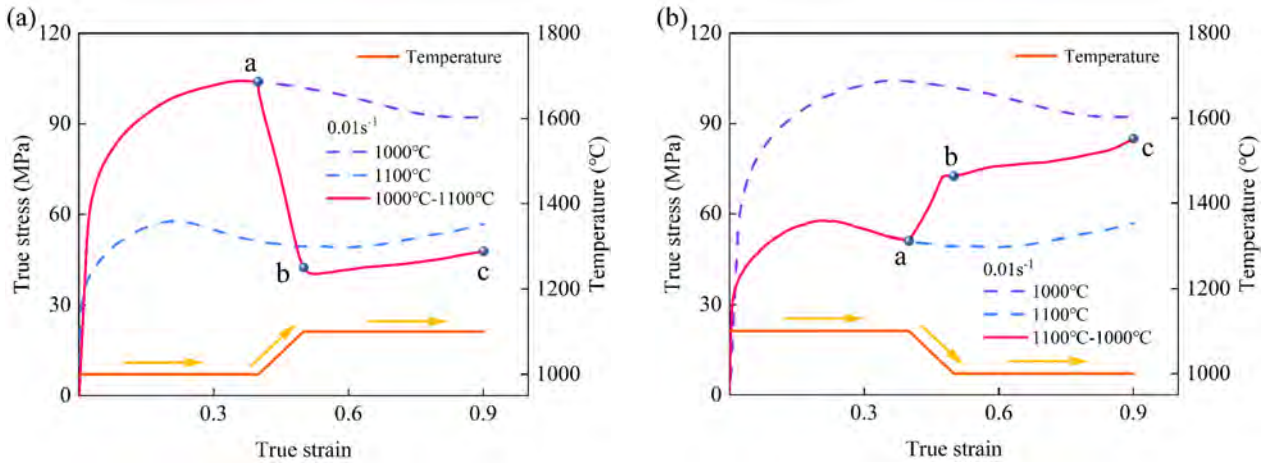 (a)
120
90
60
30
0
True stress (MPa)
0.3
0.6
0.9
True strain
1800
1600
1400
1200
1000
Temperature (℃)
Temperature
0.01s⁻¹
1000℃
1100℃
1000℃-1100℃
a
b
c
(b)
120
90
60
30
0
True stress (MPa)
0.3
0.6
0.9
True strain
1800
1600
1400
1200
1000
Temperature (℃)
Temperature
a
b
c
0.01s⁻¹
1000℃
1100℃
1100℃-1000℃